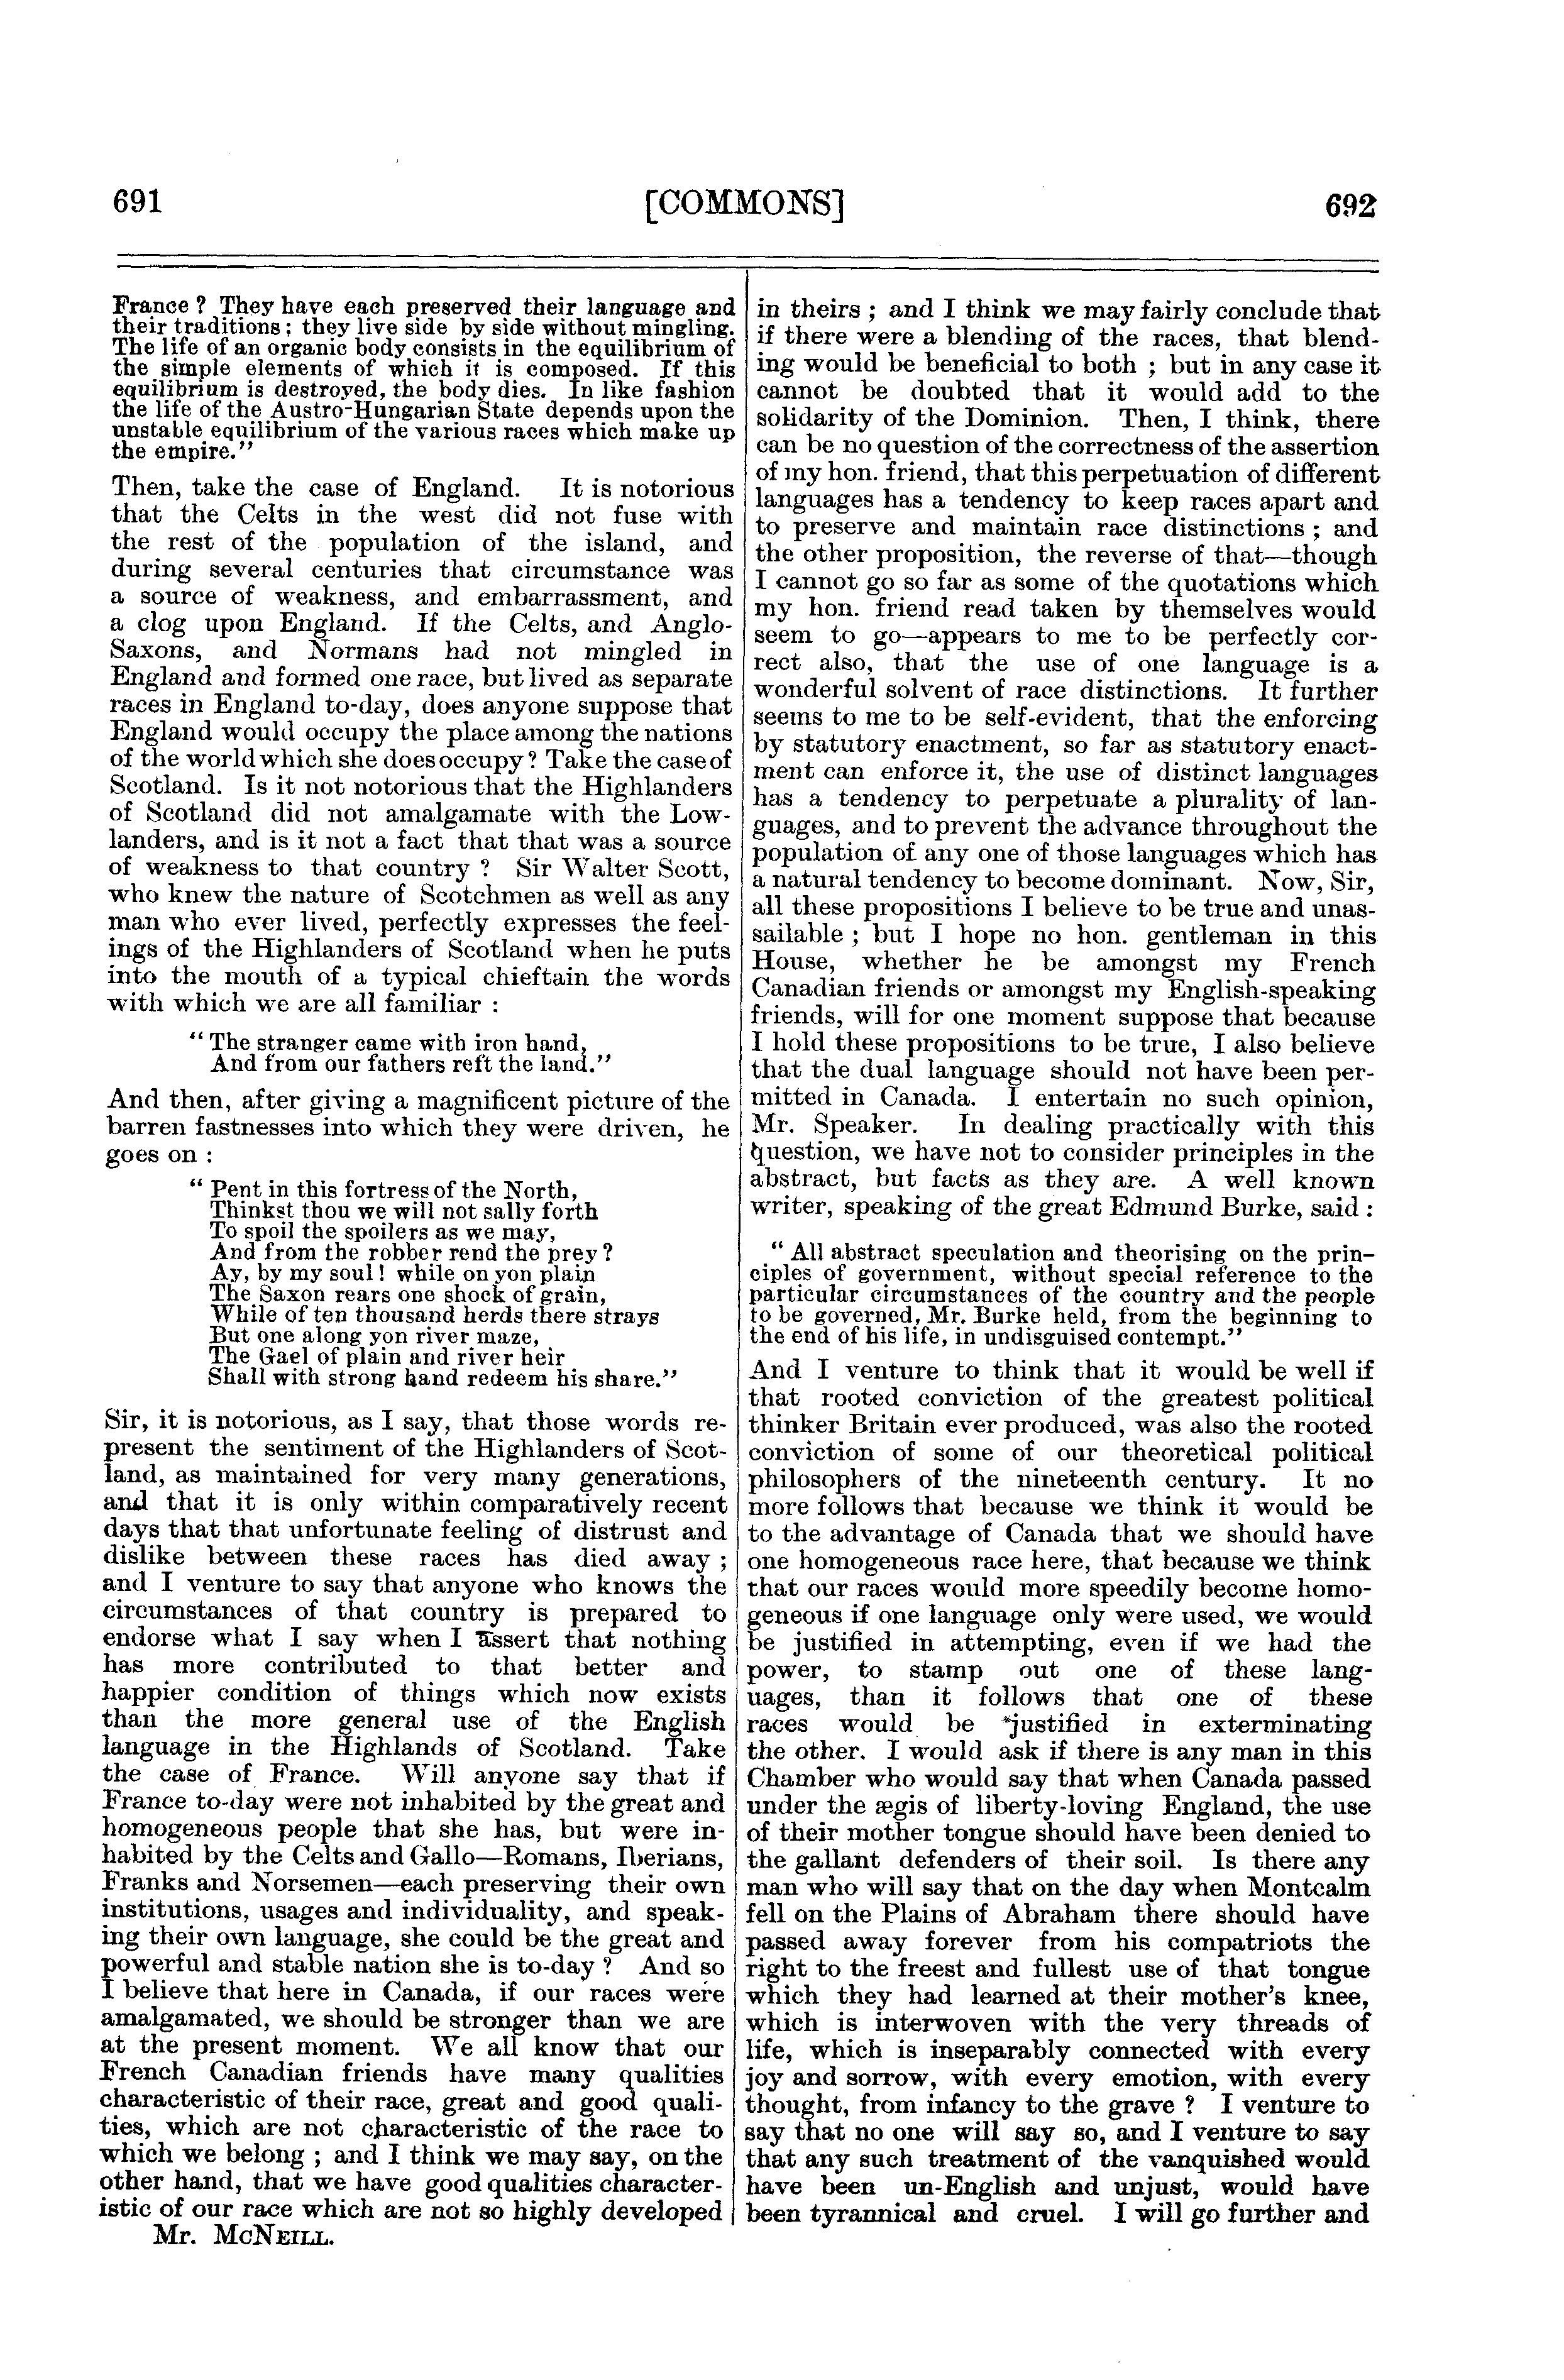 691
[COMMONS]
692
France ? They have each preserved their language and
their traditions ; they live side by side without mingling.
The life of an organic body consists in the equilibrium of
the simple elements of which it is composed. If this
equilibrium is destroyed, the body dies. In like fashion
the life of the Austro-Hungarian State depends upon the
unstable equilibrium of the various races which make up
the empire.”
Then, take the case of England. It is notorious
that the Celts in the west did not fuse with
the rest of the population of the island, and
during several centuries that circumstance was
a source of weakness, and embarrassment, and
a clog upon England. If the Celts, and Anglo-
Saxons, and Normans had not mingled in
England and formed one race, but lived as separate
races in England to-day, does anyone suppose that
England would occupy the place among the nations
of the world which she does occupy ? Take the case of
Scotland. Is it not notorious that the Highlanders
of Scotland did not amalgamate with the Low-
landers, and is it not a fact that that was a source
of weakness to that country ? Sir Walter Scott,
who knew the nature of Scotchmen as well as any
man who ever lived, perfectly expresses the feel-
ings of the Highlanders of Scotland when he puts
into the mouth of a typical chieftain the words
with which we are all familiar :
“ The stranger came with iron hand,
And from our fathers reft the land.”
And then, after giving a magnificent picture of the
barren fastnesses into which they were driven, he
goes on :
“ Pent in this fortress of the North,
Thinkst thou we will not sally forth
To spoil the spoilers as we may,
And from the robber rend the prey ?
Ay, by my soul ! while on yon plain
The Saxon rears one shock of grain,
While of ten thousand herds there strays
But one along yon river maze,
The Gael of plain and river heir
Shall with strong hand redeem his share.”
Sir, it is notorious, as I say, that those words re-
present the sentiment of the Highlanders of Scot-
land, as maintained for very many generations,
and that it is only within comparatively recent
days that that unfortunate feeling of distrust and
dislike between these races has died away ;
and I venture to say that anyone who knows the
circumstances of that country is prepared to
endorse what I say when I assert that nothing
has more contributed to that better and
happier condition of things which now exists
than the more general use of the English
language in the Highlands of Scotland. Take
the case of France. Will anyone say that if
France to-day were not inhabited by the great and
homogeneous people that she has, but were in-
habited by the Celts and Gallo—Romans, Iberians,
Franks and Norsemen—each preserving their own
institutions, usages and individuality, and speak-
ing their own language, she could be the great and
powerful and stable nation she is to-day ? And so
I believe that here in Canada, if our races were
amalgamated, we should be stronger than we are
at the present moment. We all know that our
French Canadian friends have many qualities
characteristic of their race, great and good quali-
ties, which are not characteristic of the race to
which we belong ; and I think we may say, on the
other hand, that we have good qualities character-
istic of our race which are not so highly developed
Mr. McNEILL.
in theirs ; and I think we may fairly conclude that
if there were a blending of the races, that blend-
ing would be beneficial to both ; but in any case it
cannot be doubted that it would add to the
solidarity of the Dominion. Then, I think, there
can be no question of the correctness of the assertion
of my hon. friend, that this perpetuation of different
languages has a tendency to keep races apart and
to preserve and maintain race distinctions ; and
the other proposition, the reverse of that—though
I cannot go so far as some of the quotations which
my hon. friend read taken by themselves would
seem to go—appears to me to be perfectly cor-
rect also, that the use of one language is a
wonderful solvent of race distinctions. It further
seems to me to be self-evident, that the enforcing
by statutory enactment, so far as statutory enact-
ment can enforce it, the use of distinct languages
has a tendency to perpetuate a plurality of lan-
guages, and to prevent the advance throughout the
population of any one of those languages which has
a natural tendency to become dominant. Now, Sir,
all these propositions I believe to be true and unas-
sailable ; but I hope no hon. gentleman in this
House, whether he be amongst my French
Canadian friends or amongst my English-speaking
friends, will for one moment suppose that because
I hold these propositions to be true, I also believe
that the dual language should not have been per-
mitted in Canada. I entertain no such opinion,
Mr. Speaker. In dealing practically with this
question, we have not to consider principles in the
abstract, but facts as they are. A well known
writer, speaking of the great Edmund Burke, said :
“ All abstract speculation and theorising on the prin-
ciples of government, without special reference to the
particular circumstances of the country and the people
to be governed, Mr. Burke held, from the beginning to
the end of his life, in undisguised contempt.”
And I venture to think that it would be well if
that rooted conviction of the greatest political
thinker Britain ever produced, was also the rooted
conviction of some of our theoretical political
philosophers of the nineteenth century. It no
more follows that because we think it would be
to the advantage of Canada that we should have
one homogeneous race here, that because we think
that our races would more speedily become homo-
geneous if one language only were used, we would
be justified in attempting, even if we had the
power, to stamp out one of these lang-
uages, than it follows that one of these
races would be justified in exterminating
the other. I would ask if there is any man in this
Chamber who would say that when Canada passed
under the ægis of liberty-loving England, the use
of their mother tongue should have been denied to
the gallant defenders of their soil. Is there any
man who will say that on the day when Montcalm
fell on the Plains of Abraham there should have
passed away forever from his compatriots the
right to the freest and fullest use of that tongue
which they had learned at their mother’s knee,
which is interwoven with the very threads of
life, which is inseparably connected with every
joy and sorrow, with every emotion, with every
thought, from infancy to the grave ? I venture to
say that no one will say so, and I venture to say
that any such treatment of the vanquished would
have been un-English and unjust, would have
been tyrannical and cruel. I will go further and